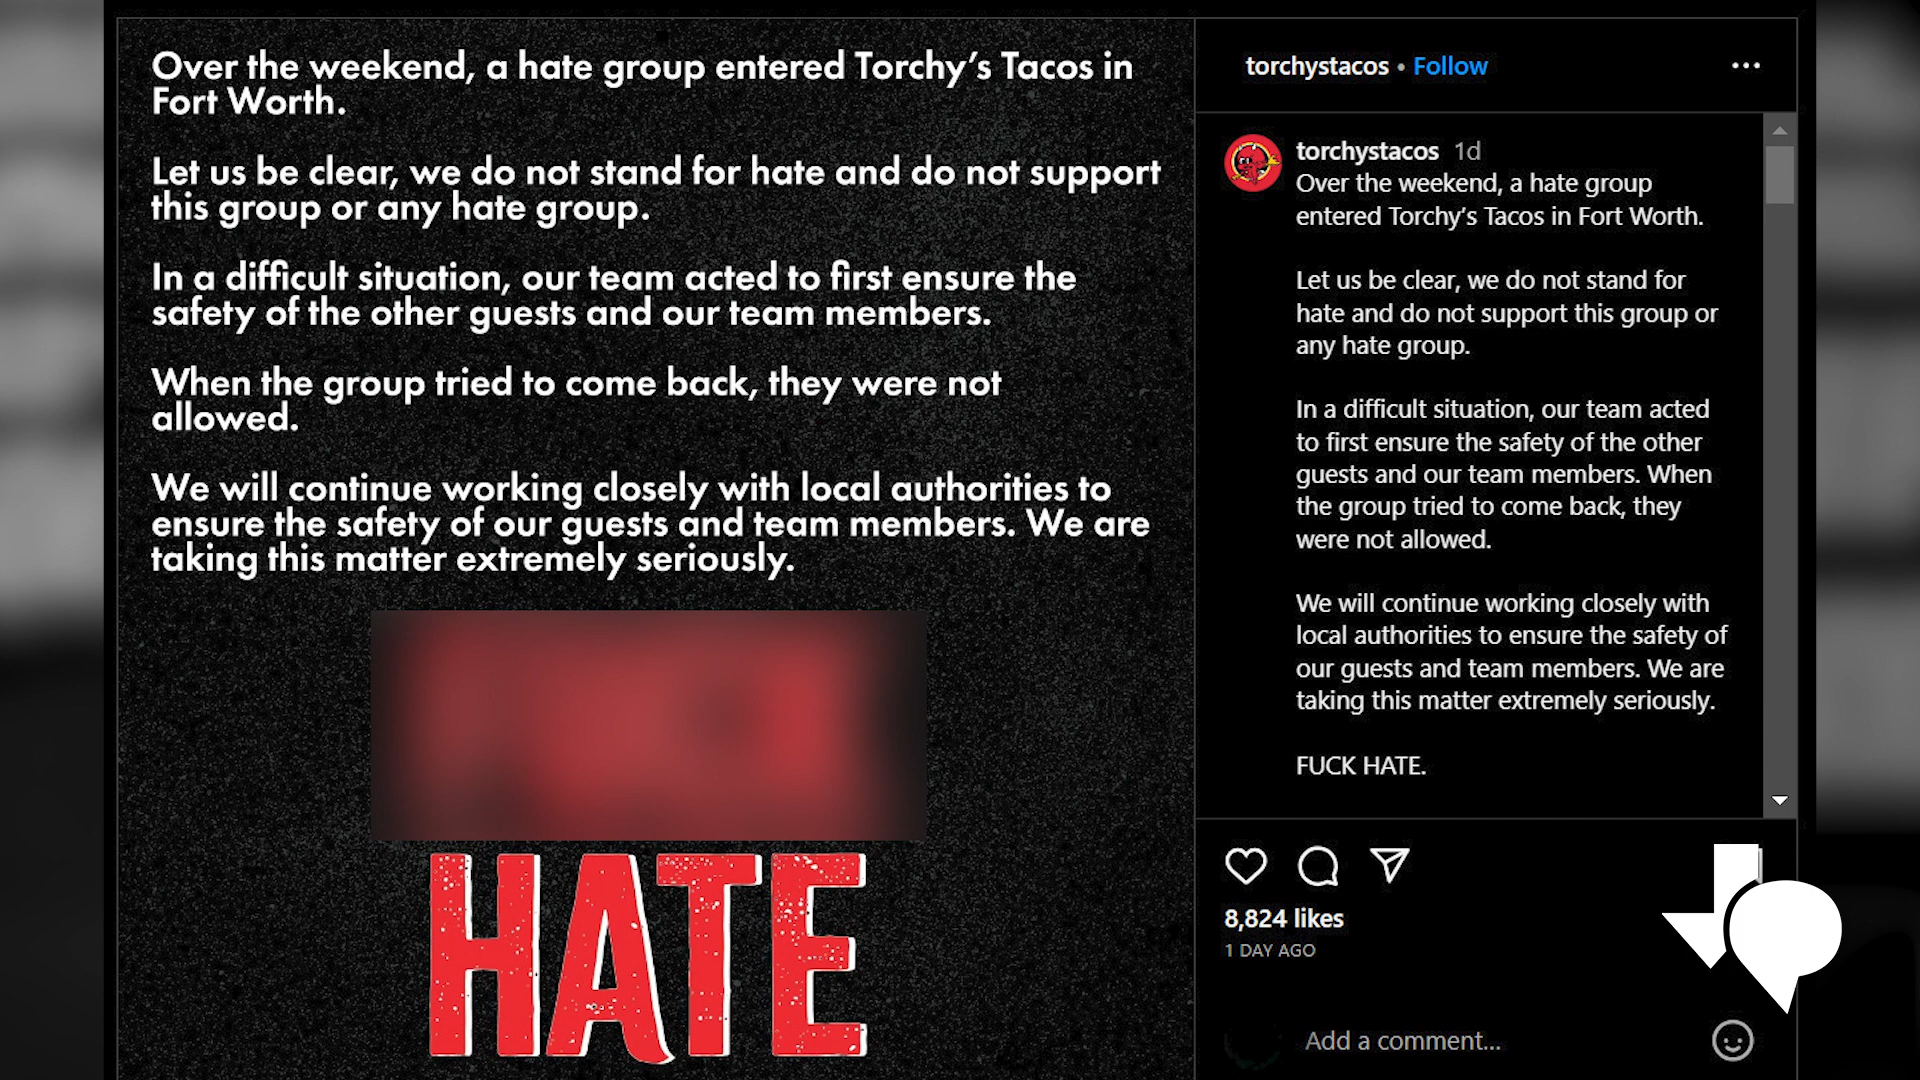 Over the weekend, a hate group entered Torchy's Tacos in
Fort Worth.
Let us be clear, we do not stand for hate and do not support
this group or any hate group.
In a difficult situation, our team acted to first ensure the
safety of the other guests and our team members.
When the group tried to come back, they were not
allowed.
We will continue working closely with local authorities to
ensure the safety of our guests and team members. We are
taking this matter extremely seriously.
HATE
torchystacos • Follow
torchystacos 1d
Over the weekend, a hate group
entered Torchy's Tacos in Fort Worth.
Let us be clear, we do not stand for
hate and do not support this group or
any hate group.
In a difficult situation, our team acted
to first ensure the safety of the other
guests and our team members. When
the group tried to come back, they
were not allowed.
We will continue working closely with
local authorities to ensure the safety of
our guests and team members. We are
taking this matter extremely seriously.
FUCK HATE.
8,824 likes
1 DAY AGO
Add a comment...